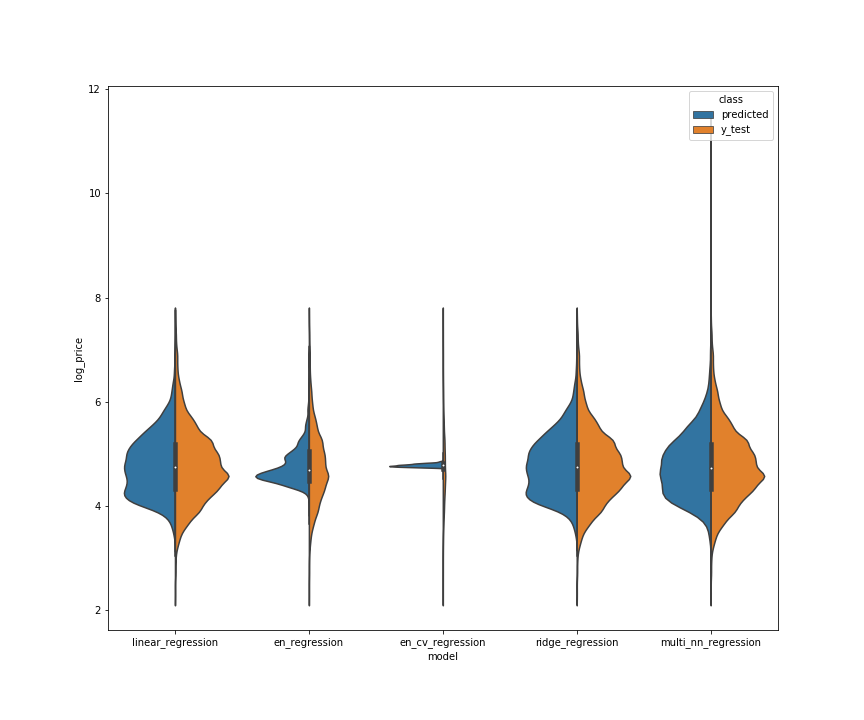 12
class
predicted
y_test
10
8
log_price
6
4
2
linear_regression
en_regression
en_cv_regression
ridge_regression
multi_nn_regression
model